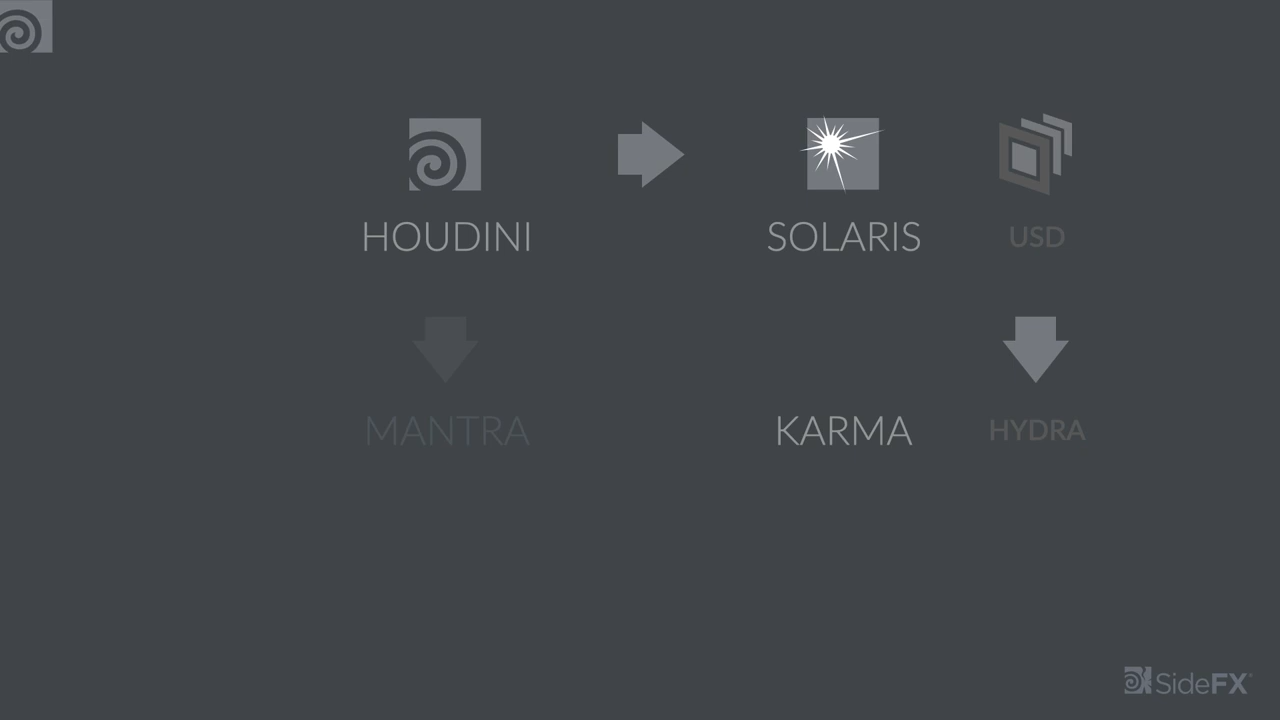 HOUDINI
SOLARIS
USD
MANTRA
KARMA
HYDRA
SideFX